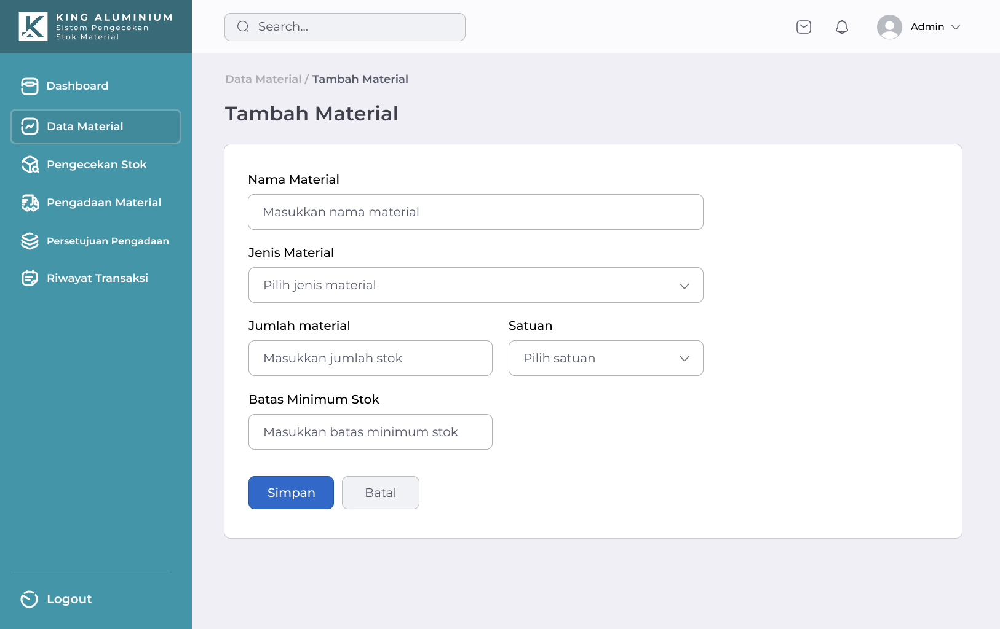 KING ALUMINIUM
Sistem Pengecekan
Stok Material
Search...
Admin
Dashboard
Data Material
Pengecekan Stok
Pengadaan Material
Persetujuan Pengadaan
Riwayat Transaksi
Logout
Data Material / Tambah Material
Tambah Material
Nama Material
Masukkan nama material
Jenis Material
Pilih jenis material
Jumlah material
Masukkan jumlah stok
Satuan
Pilih satuan
Batas Minimum Stok
Masukkan batas minimum stok
Simpan
Batal